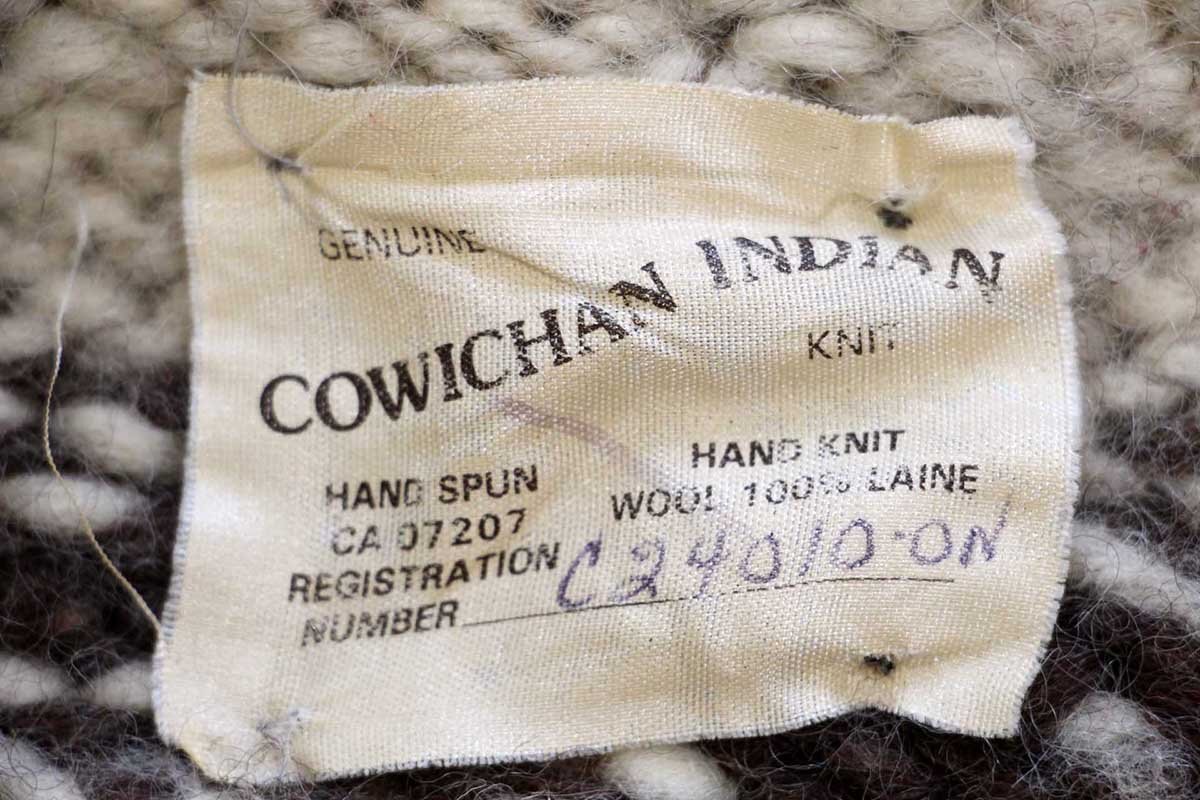 GENUINE
COWICHAN INDIAN
KNIT
HAND SPUN
CA 07207
HAND KNIT
WOOL 100% LAINE
REGISTRATION
NUMBER C24010-ON